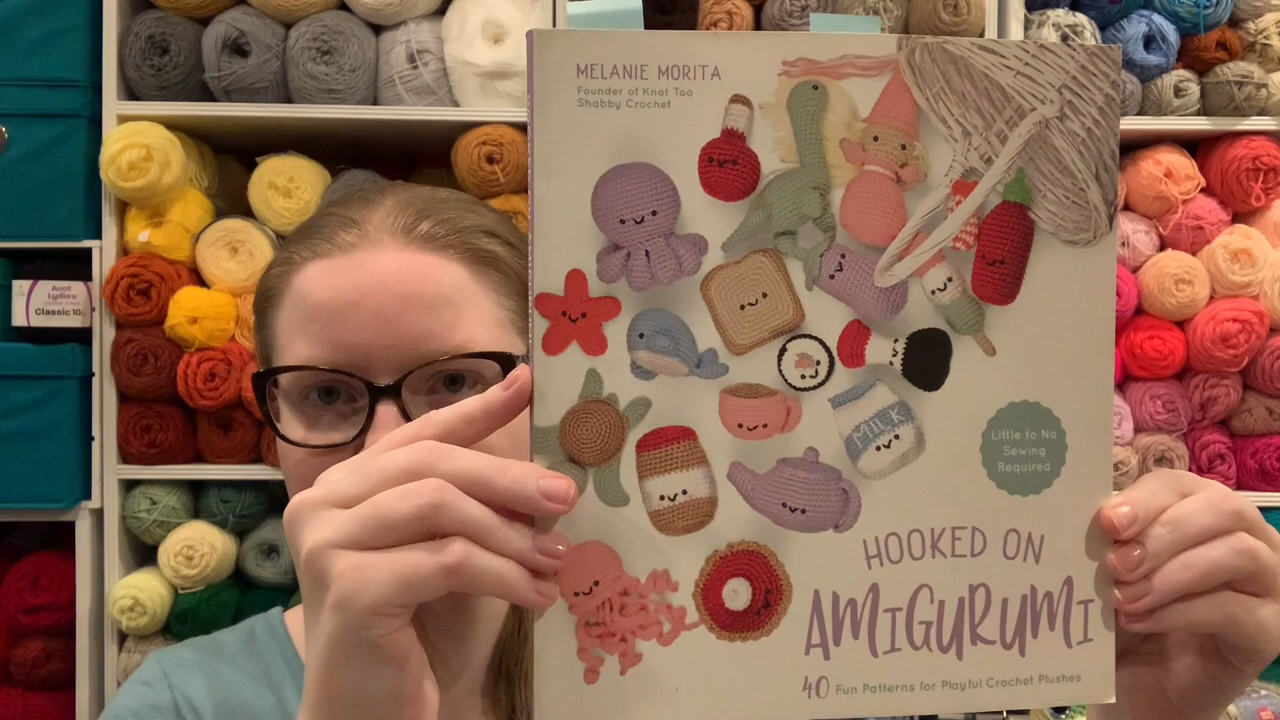 MELANIE MORITA
Founder of Knot Too
Shabby Crochet
MILK
Little to No
Sewing
Required
HOOKED ON
AMIGURUMI
40 Fun Patterns for Playful Crochet Plushes
Aunt
Lydia's
Classic 10